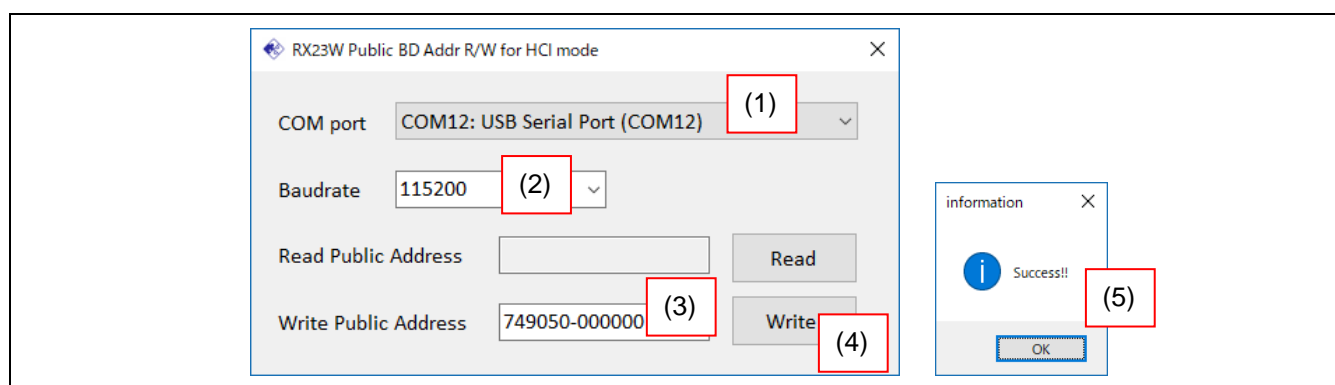 RX23W Public BD Addr R/W for HCI mode
(1)
COM port COM12: USB Serial Port (COM12)
Baudrate 115200 (2)
information
Read Public Address Read
Success!!
(3)
(5)
Write Public Address 749050-000000 Write
(4)
OK